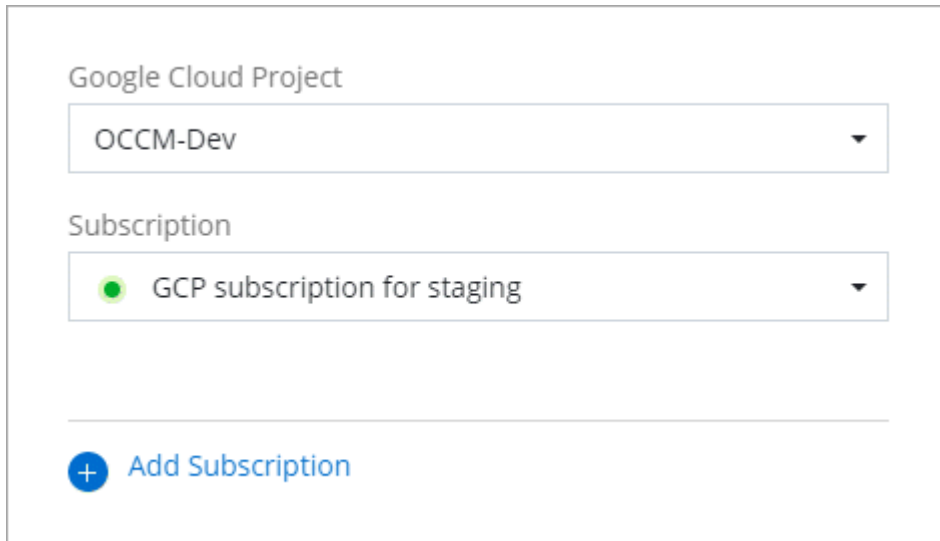 Google Cloud Project
OCCM-Dev
Subscription
GCP subscription for staging
Add Subscription